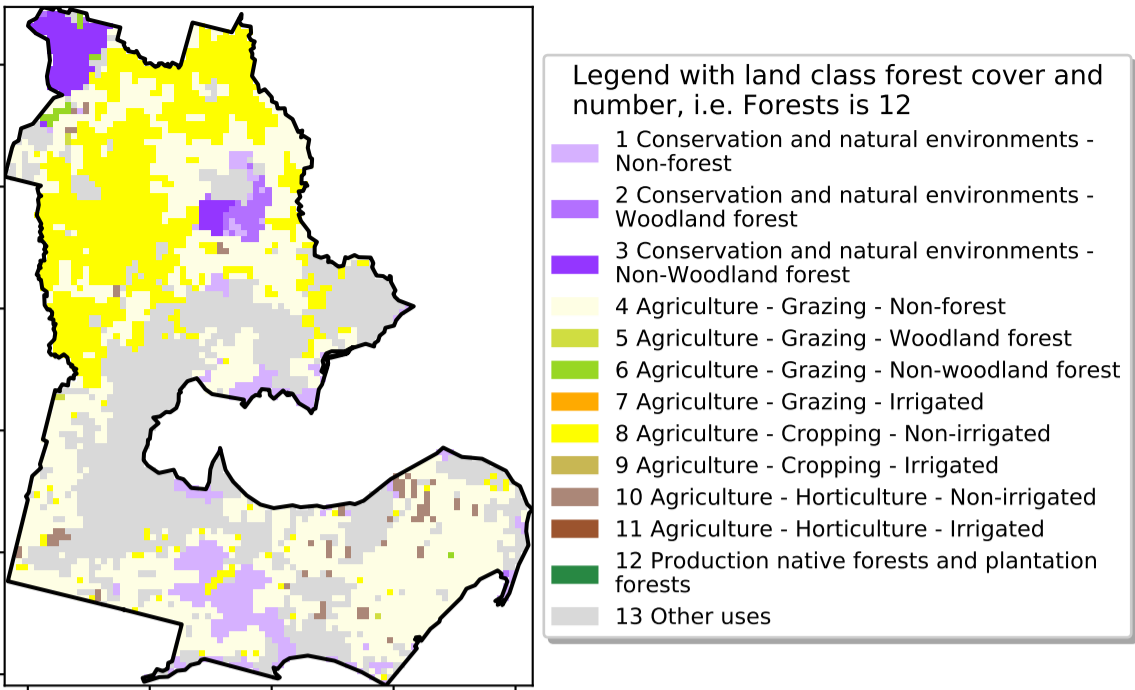 Legend with land class forest cover and
number, i.e. Forests is 12
1 Conservation and natural environments -
Non-forest
2 Conservation and natural environments -
Woodland forest
3 Conservation and natural environments -
Non-Woodland forest
4 Agriculture - Grazing - Non-forest
5 Agriculture - Grazing - Woodland forest
6 Agriculture - Grazing - Non-woodland forest
7 Agriculture - Grazing - Irrigated
8 Agriculture - Cropping - Non-irrigated
9 Agriculture - Cropping - Irrigated
10 Agriculture - Horticulture - Non-irrigated
11 Agriculture - Horticulture - Irrigated
12 Production native forests and plantation
forests
13 Other uses